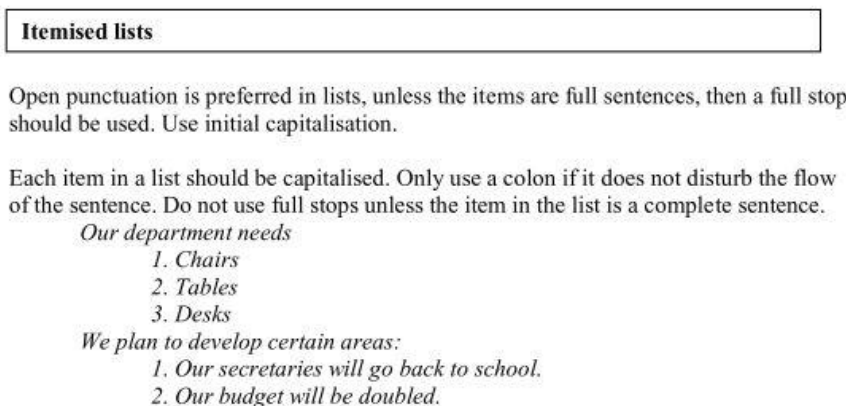 Itemised lists
Open punctuation is preferred in lists, unless the items are full sentences, then a full stop
should be used. Use initial capitalisation.
Each item in a list should be capitalised. Only use a colon if it does not disturb the flow
of the sentence. Do not use full stops unless the item in the list is a complete sentence.
Our department needs
1. Chairs
2. Tables
3. Desks
We plan to develop certain areas:
1. Our secretaries will go back to school.
2. Our budget will be doubled.